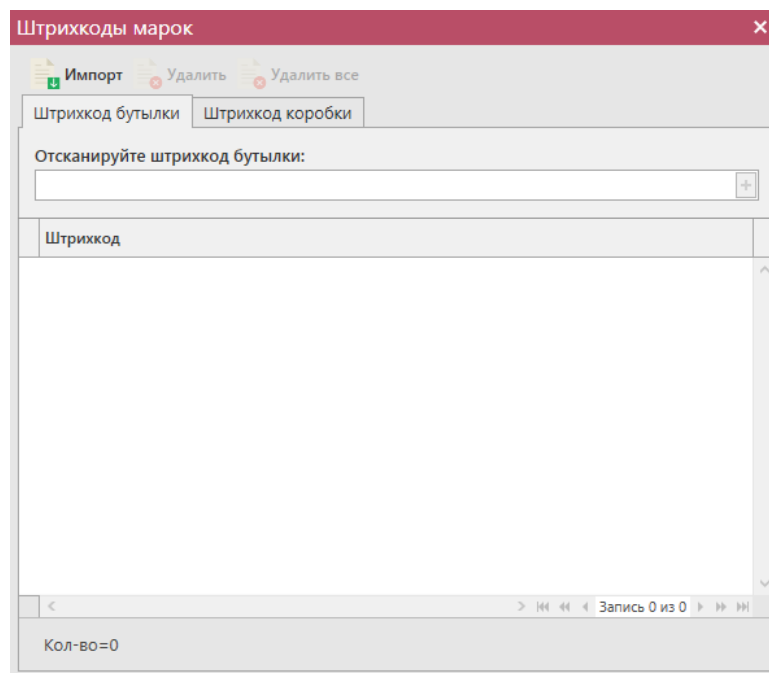 Штрихкоды марок
Импорт Удалить Удалить все
Штрихкод бутылки Штрихкод коробки
Отсканируйте штрихкод бутылки:
Штрихкод
Запись 0 из 0
Кол-во=0